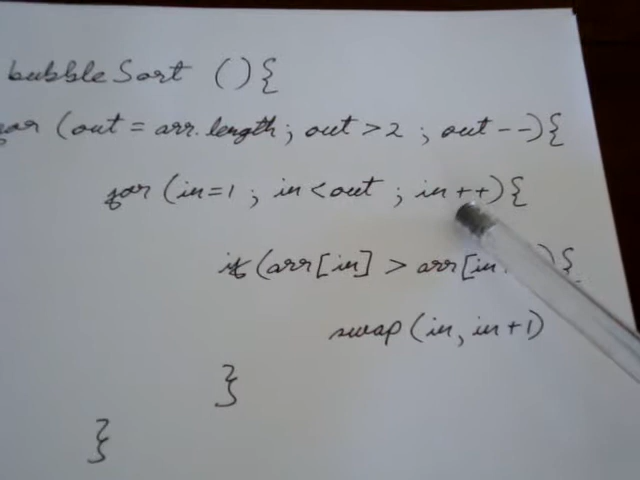 bubbleSort (){
for (out = arr.length; out > 2 ; out --){
for (in=1 ; in < out ; in ++){
if (arr[in] > arr[in ){
swap (in, in+1)
}
}